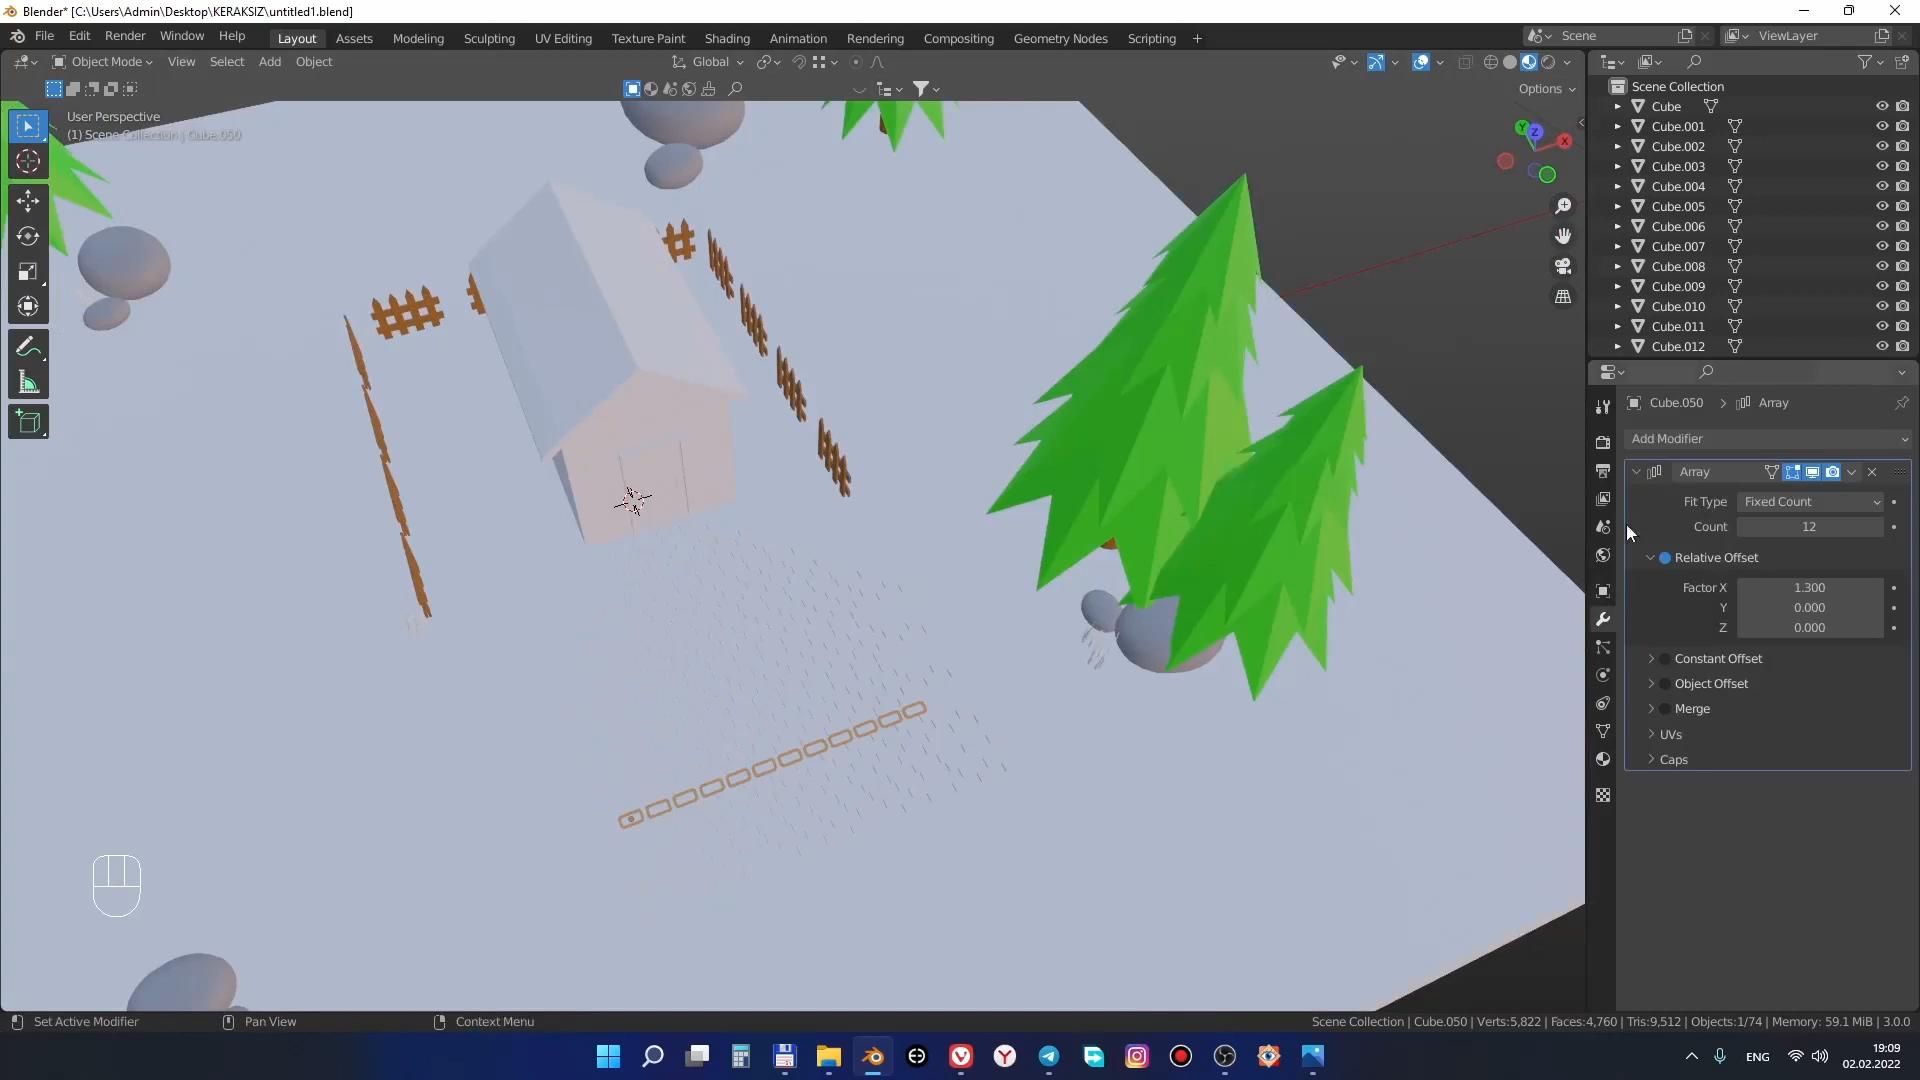 Blender* [C:\Users\Admin\Desktop\KERAKSIZ\untitled1.blend]
File Edit Render Window Help Layout Assets Modeling Sculpting UV Editing Texture Paint Shading Animation Rendering Compositing Geometry Nodes Scripting + Scene ViewLayer
Object Mode View Select Add Object Global
Options
User Perspective
(1) Scene Collection | Cube.050
Y Z X
Scene Collection
Cube
Cube.001
Cube.002
Cube.003
Cube.004
Cube.005
Cube.006
Cube.007
Cube.008
Cube.009
Cube.010
Cube.011
Cube.012
Cube.050 > Array
Add Modifier
Array
Fit Type Fixed Count
Count 12
Relative Offset
Factor X 1.300
Y 0.000
Z 0.000
Constant Offset
Object Offset
Merge
UVs
Caps
Set Active Modifier Pan View Context Menu Scene Collection | Cube.050 | Verts:5,822 | Faces:4,760 | Tris:9,512 | Objects:1/74 | Memory: 59.1 MiB | 3.0.0
ENG 19:09
02.02.2022